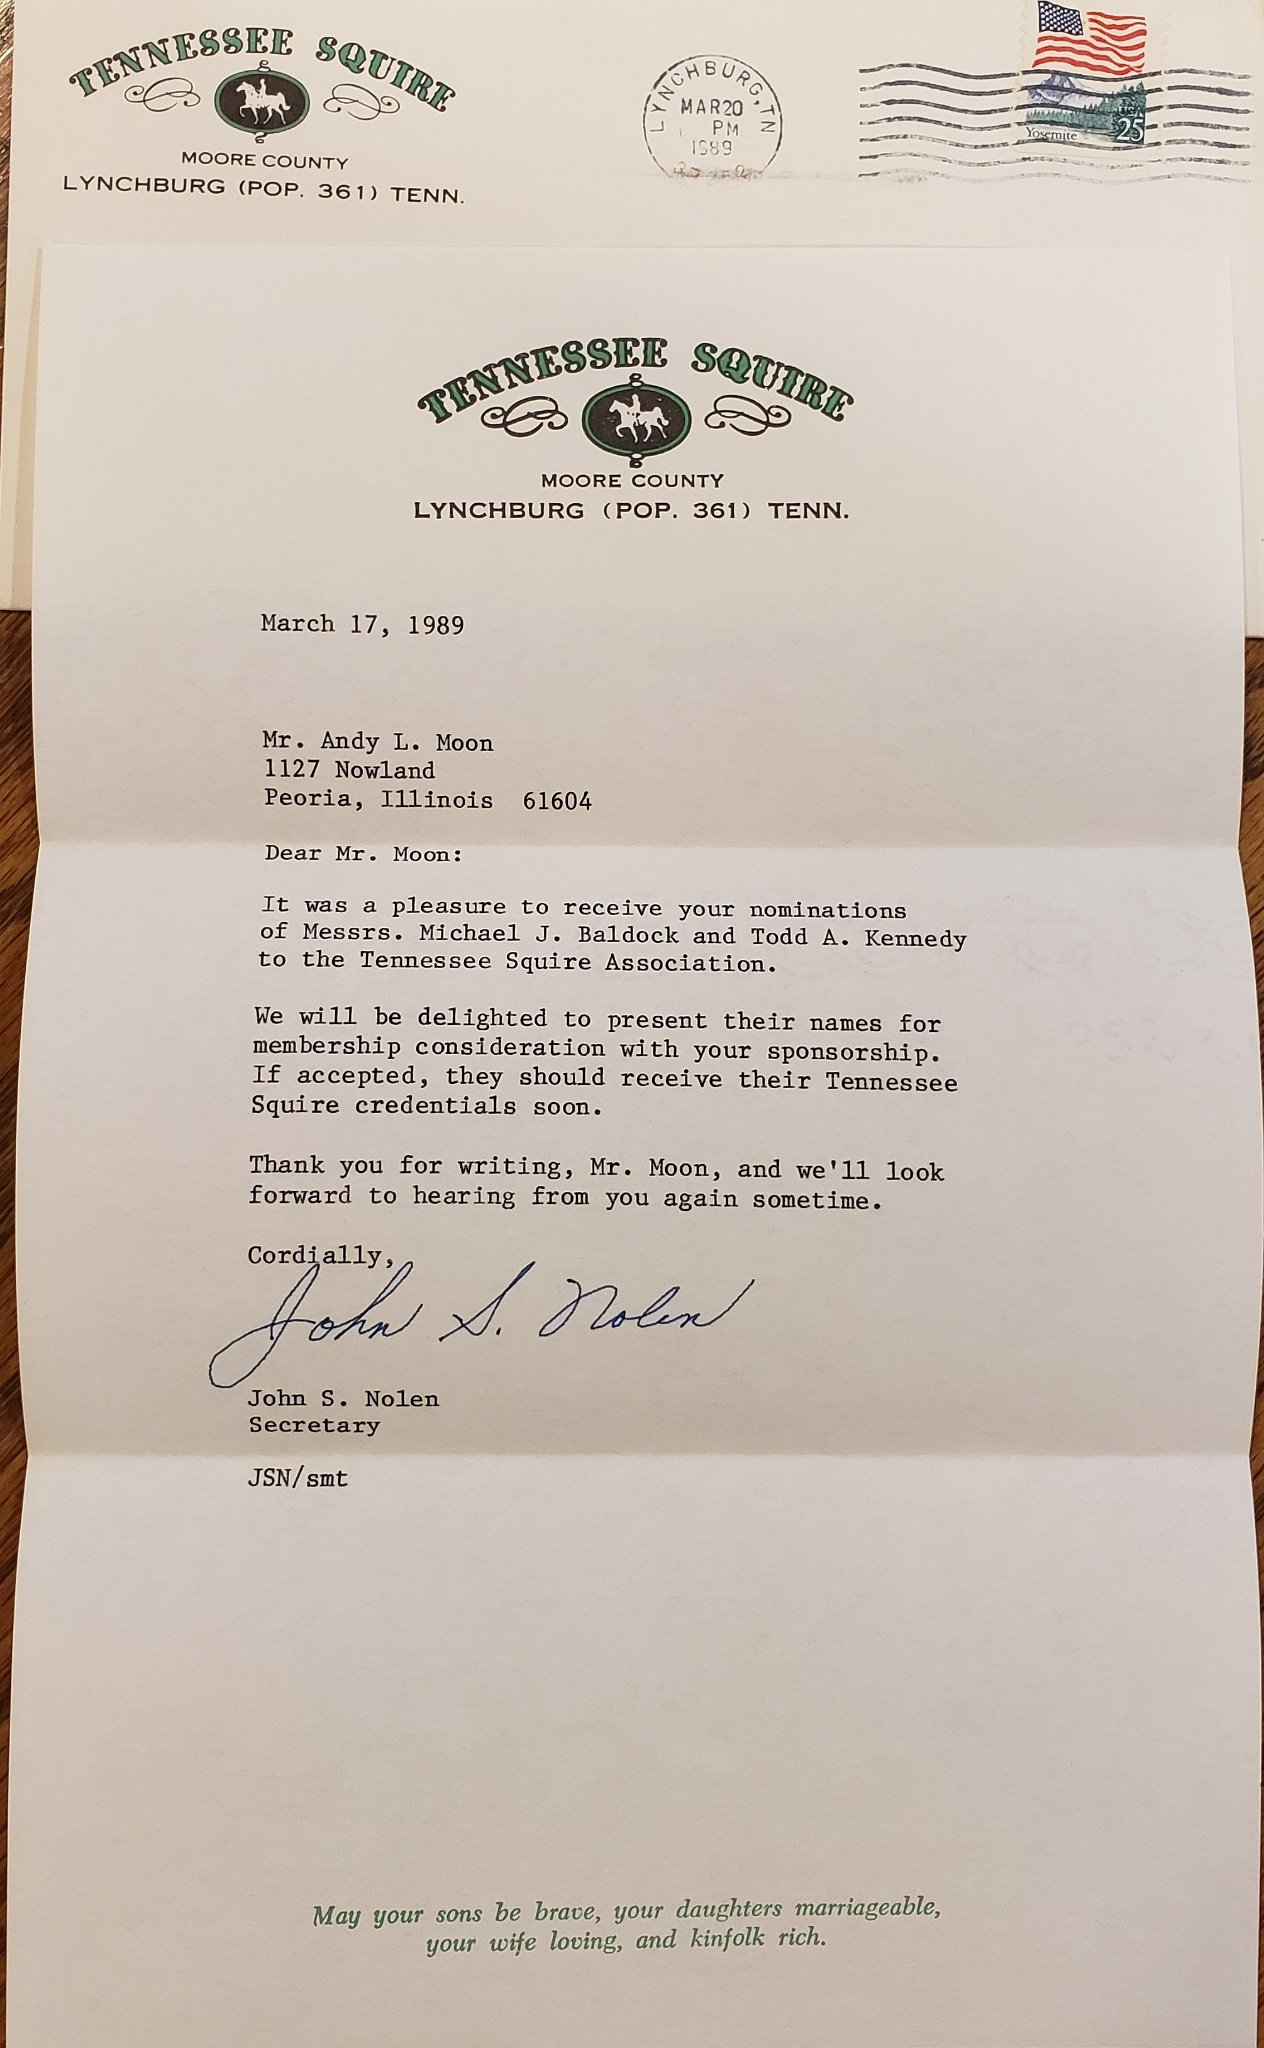 TENNESSEE SQUIRE
MOORE COUNTY
LYNCHBURG (POP. 361) TENN.
LYNCHBURG, TN
MAR 20
PM
1989
Yosemite
25
TENNESSEE SQUIRE
MOORE COUNTY
LYNCHBURG (POP. 361) TENN.
March 17, 1989
Mr. Andy L. Moon
1127 Nowland
Peoria, Illinois 61604
Dear Mr. Moon:
It was a pleasure to receive your nominations
of Messrs. Michael J. Baldock and Todd A. Kennedy
to the Tennessee Squire Association.
We will be delighted to present their names for
membership consideration with your sponsorship.
If accepted, they should receive their Tennessee
Squire credentials soon.
Thank you for writing, Mr. Moon, and we'll look
forward to hearing from you again sometime.
Cordially,
John S. Nolen
John S. Nolen
Secretary
JSN/smt
May your sons be brave, your daughters marriageable,
your wife loving, and kinfolk rich.